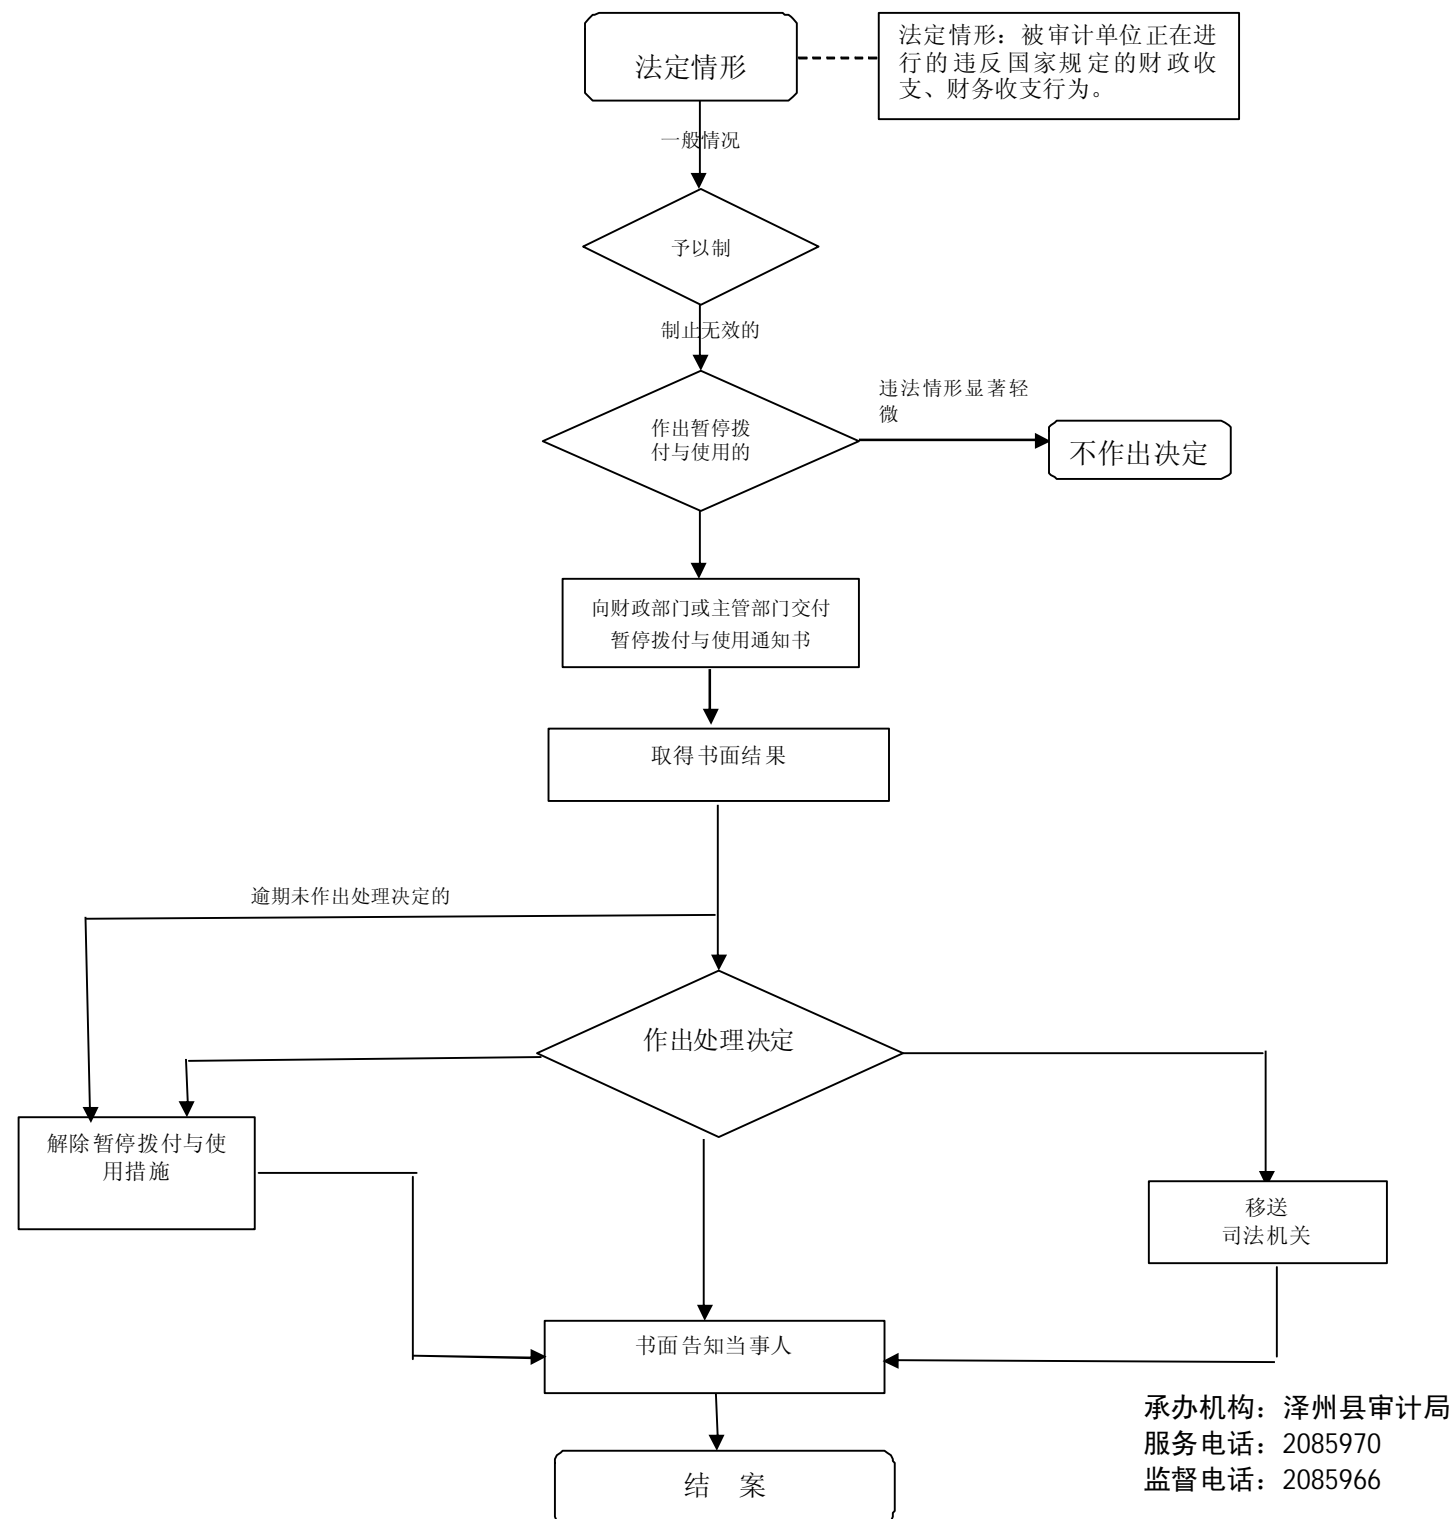 法定情形
法定情形：被审计单位正在进
行的违反国家规定的财政收
支、财务收支行为。
一般情况
予以制
制止无效的
违法情形显著轻
微
作出暂停拨
付与使用的
不作出决定
向财政部门或主管部门交付
暂停拨付与使用通知书
取得书面结果
逾期未作出处理决定的
作出处理决定
解除暂停拨付与使
用措施
移送
司法机关
书面告知当事人
承办机构：泽州县审计局
服务电话：2085970
监督电话：2085966
结　案